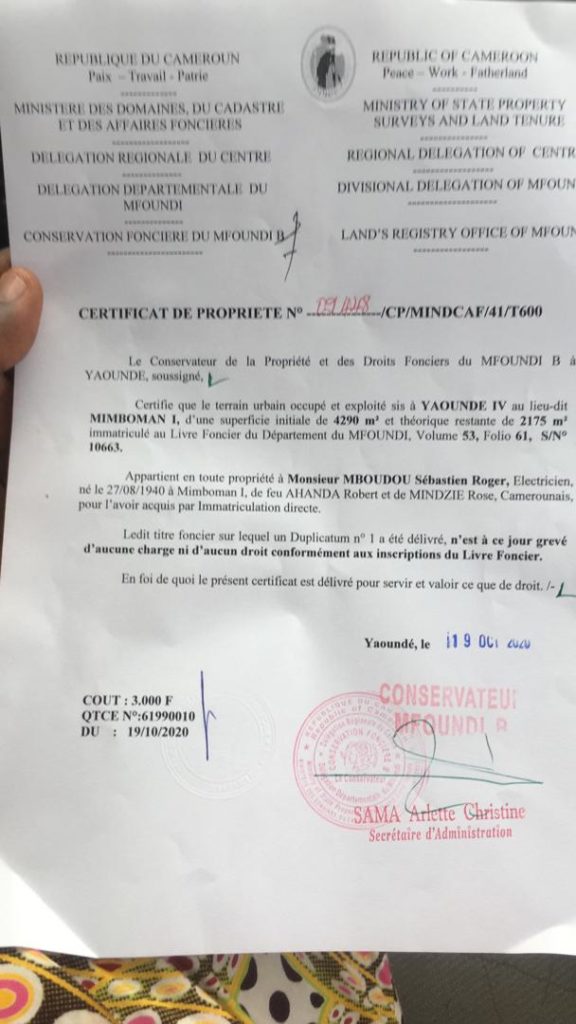 REPUBLIQUE DU CAMEROUN
Paix – Travail - Patrie
MINISTERE DES DOMAINES, DU CADASTRE
ET DES AFFAIRES FONCIERES
DELEGATION REGIONALE DU CENTRE
DELEGATION DEPARTEMENTALE DU
MFOUNDI
CONSERVATION FONCIERE DU MFOUNDI B
REPUBLIC OF CAMEROON
Peace – Work - Fatherland
MINISTRY OF STATE PROPERTY
SURVEYS AND LAND TENURE
REGIONAL DELEGATION OF CENTR
DIVISIONAL DELEGATION OF MFOUN
LAND'S REGISTRY OFFICE OF MFOUN
CERTIFICAT DE PROPRIETE N° /CP/MINDCAF/41/T600
Le Conservateur de la Propriété et des Droits Fonciers du MFOUNDI B à
YAOUNDE, soussigné,
Certifie que le terrain urbain occupé et exploité sis à YAOUNDE IV au lieu-dit
MIMBOMAN I, d'une superficie initiale de 4290 m² et théorique restante de 2175 m²
immatriculé au Livre Foncier du Département du MFOUNDI, Volume 53, Folio 61, S/N°
10663.
Appartient en toute propriété à Monsieur MBOUDOU Sébastien Roger, Electricien,
né le 27/08/1940 à Mimboman I, de feu AHANDA Robert et de MINDZIE Rose, Camerounais,
pour l'avoir acquis par Immatriculation directe.
Ledit titre foncier sur lequel un Duplicatum n° 1 a été délivré, n'est à ce jour grevé
d'aucune charge ni d'aucun droit conformément aux inscriptions du Livre Foncier.
En foi de quoi le présent certificat est délivré pour servir et valoir ce que de droit. /-
Yaoundé, le 19 OCT 2020
COUT : 3.000 F
QTCE N°:61990010
DU : 19/10/2020
CONSERVATEUR
MFOUNDI B
Le Conservateur
SAMA Arlette Christine
Secrétaire d'Administration